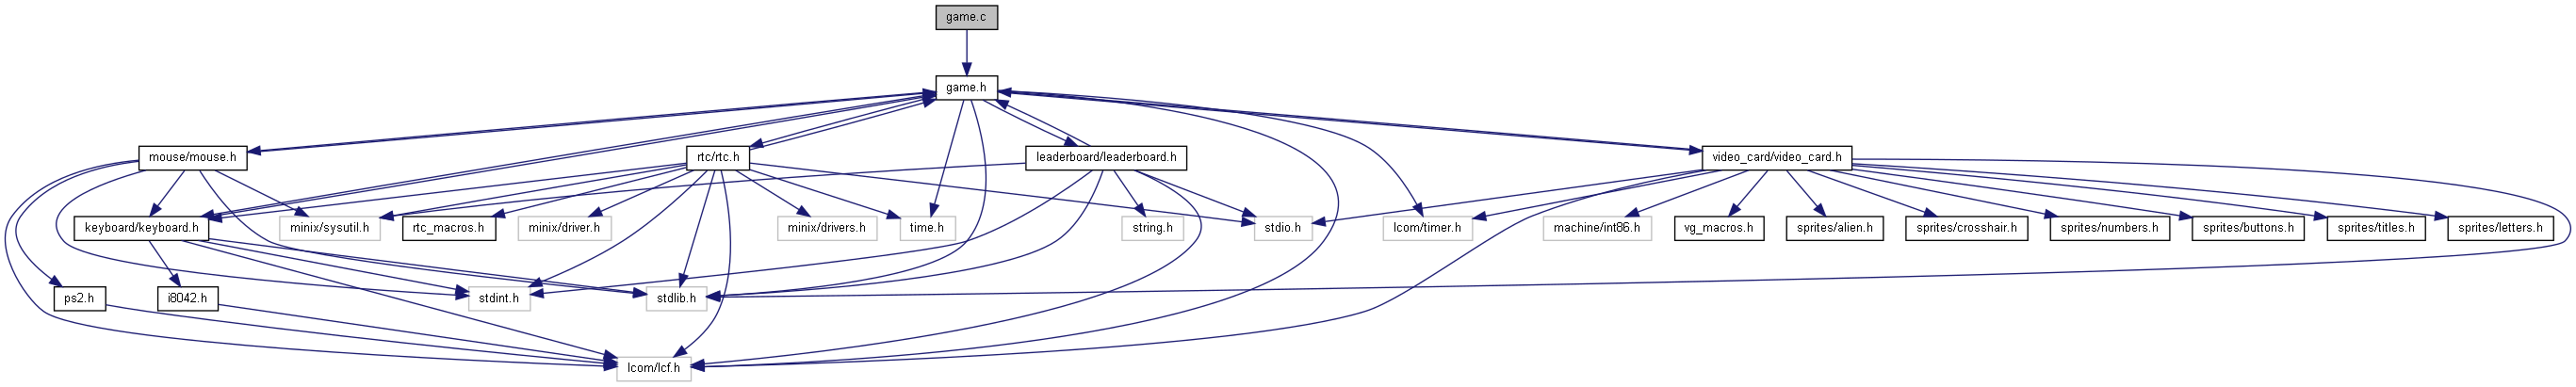 game.c
game.h
mouse/mouse.h
rtc/rtc.h
leaderboard/leaderboard.h
video_card/video_card.h
keyboard/keyboard.h
minix/sysutil.h
rtc_macros.h
minix/driver.h
minix/drivers.h
time.h
string.h
stdio.h
lcom/timer.h
machine/int86.h
vg_macros.h
sprites/alien.h
sprites/crosshair.h
sprites/numbers.h
sprites/buttons.h
sprites/titles.h
sprites/letters.h
ps2.h
i8042.h
stdint.h
stdlib.h
lcom/lcf.h